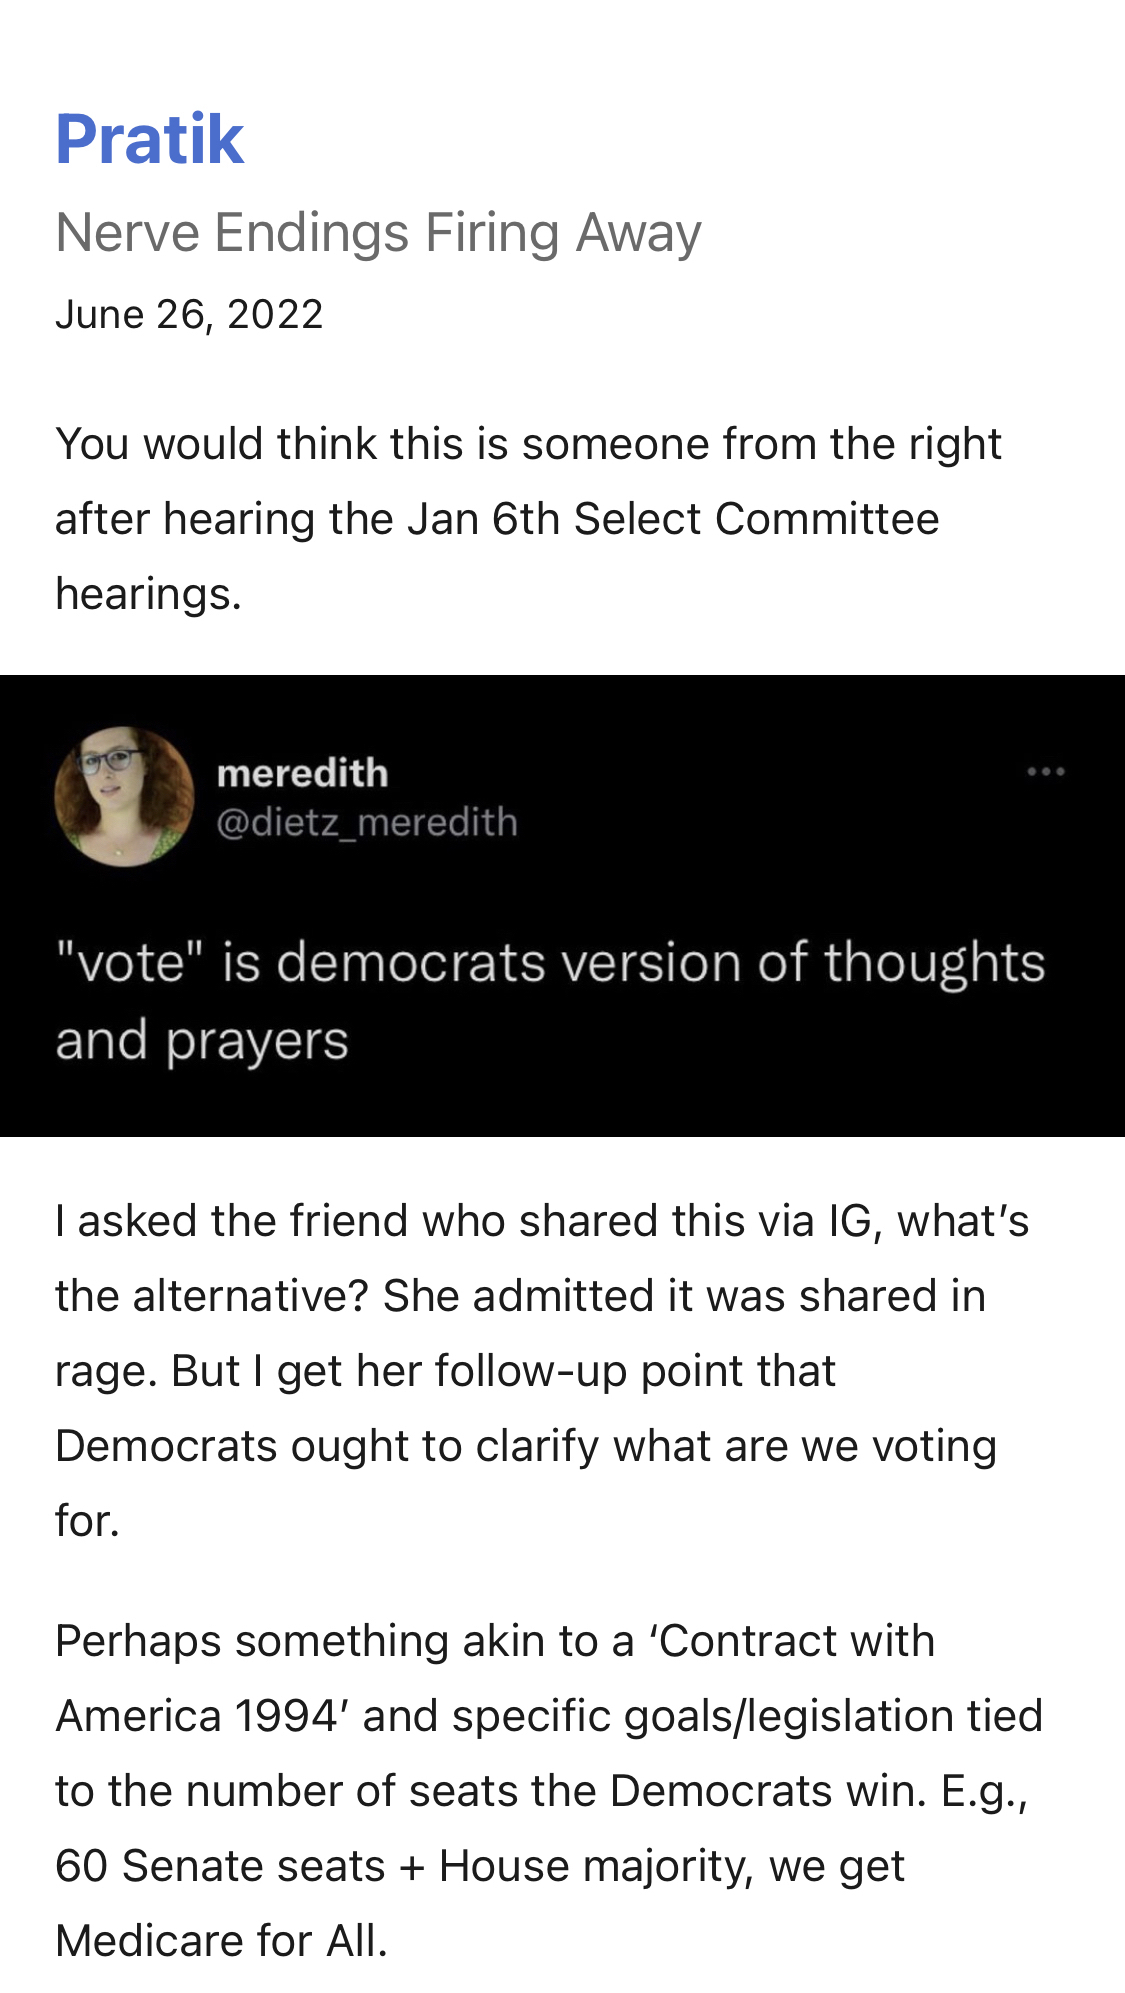 Pratik
Nerve Endings Firing Away
June 26, 2022
You would think this is someone from the right
after hearing the Jan 6th Select Committee
hearings.
meredith
@dietz_meredith
"vote" is democrats version of thoughts
and prayers
I asked the friend who shared this via IG, what’s
the alternative? She admitted it was shared in
rage. But I get her follow-up point that
Democrats ought to clarify what are we voting
for.
Perhaps something akin to a ‘Contract with
America 1994’ and specific goals/legislation tied
to the number of seats the Democrats win. E.g.,
60 Senate seats + House majority, we get
Medicare for All.